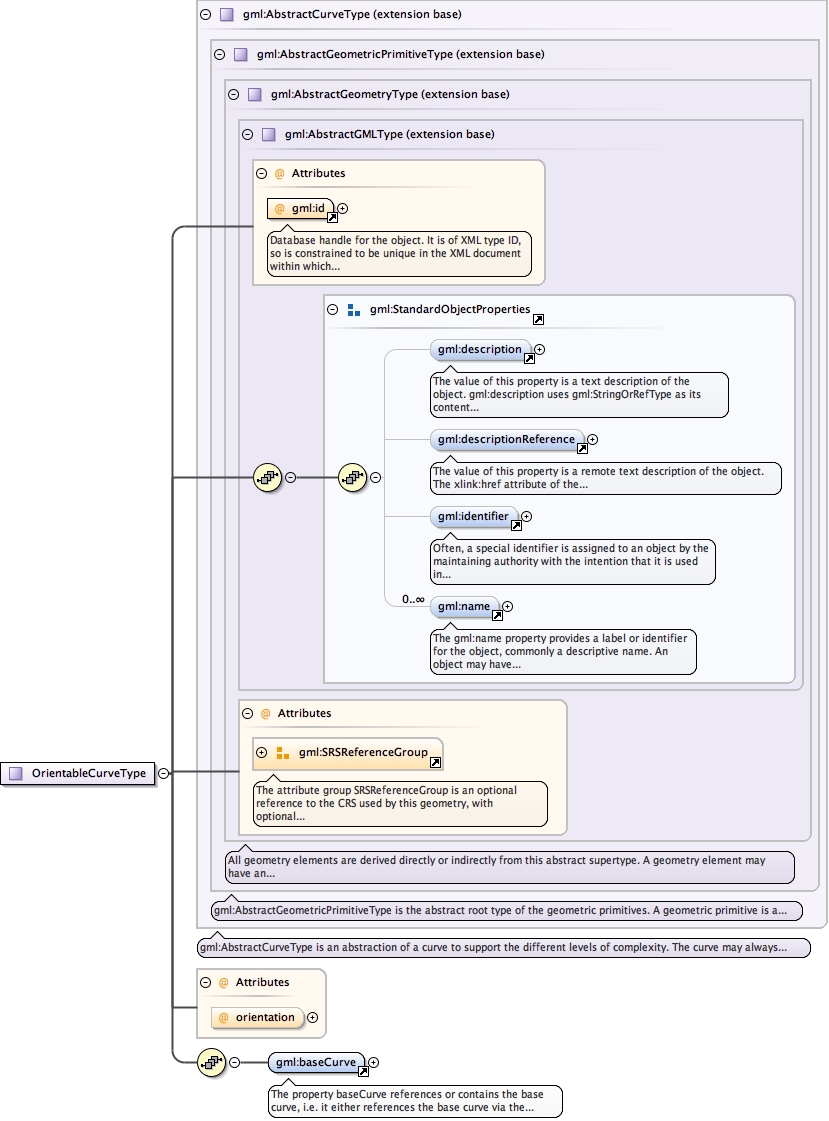 gml:AbstractCurveType (extension base)
gml:AbstractGeometricPrimitiveType (extension base)
gml:AbstractGeometryType (extension base)
gml:AbstractGMLType (extension base)
@ Attributes
@ gml:id
Database handle for the object. It is of XML type ID,
so is constrained to be unique in the XML document
within which...
gml:StandardObjectProperties
gml:description
The value of this property is a text description of the
object. gml:description uses gml:StringOrRefType as its
content...
gml:descriptionReference
The value of this property is a remote text description of the object.
The xlink:href attribute of the...
gml:identifier
Often, a special identifier is assigned to an object by the
maintaining authority with the intention that it is used
in...
0..∞
gml:name
The gml:name property provides a label or identifier
for the object, commonly a descriptive name. An
object may have...
@ Attributes
gml:SRSReferenceGroup
The attribute group SRSReferenceGroup is an optional
reference to the CRS used by this geometry, with
optional...
OrientableCurveType
All geometry elements are derived directly or indirectly from this abstract supertype. A geometry element may
have an...
gml:AbstractGeometricPrimitiveType is the abstract root type of the geometric primitives. A geometric primitive is a...
gml:AbstractCurveType is an abstraction of a curve to support the different levels of complexity. The curve may always...
@ Attributes
@ orientation
gml:baseCurve
The property baseCurve references or contains the base
curve, i.e. it either references the base curve via the...